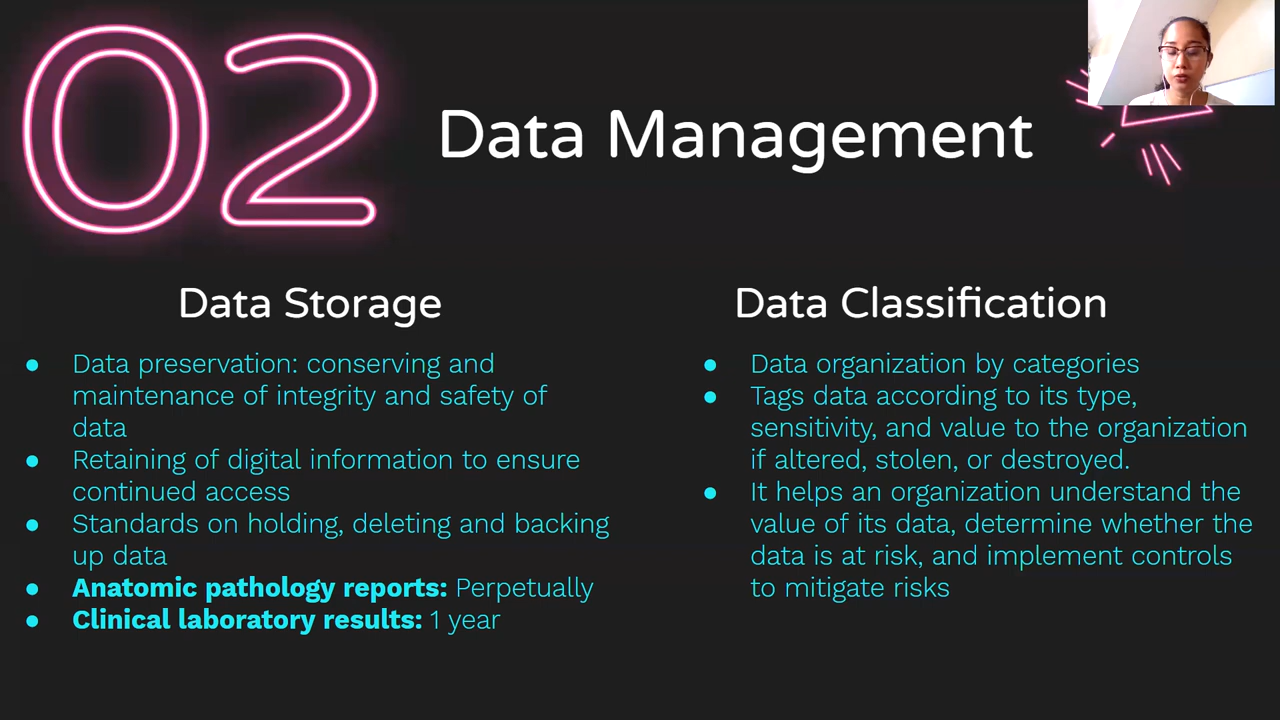 02
Data Management
Data Storage
● Data preservation: conserving and
maintenance of integrity and safety of
data
● Retaining of digital information to ensure
continued access
● Standards on holding, deleting and backing
up data
● Anatomic pathology reports: Perpetually
● Clinical laboratory results: 1 year
Data Classification
● Data organization by categories
● Tags data according to its type,
sensitivity, and value to the organization
if altered, stolen, or destroyed.
● It helps an organization understand the
value of its data, determine whether the
data is at risk, and implement controls
to mitigate risks